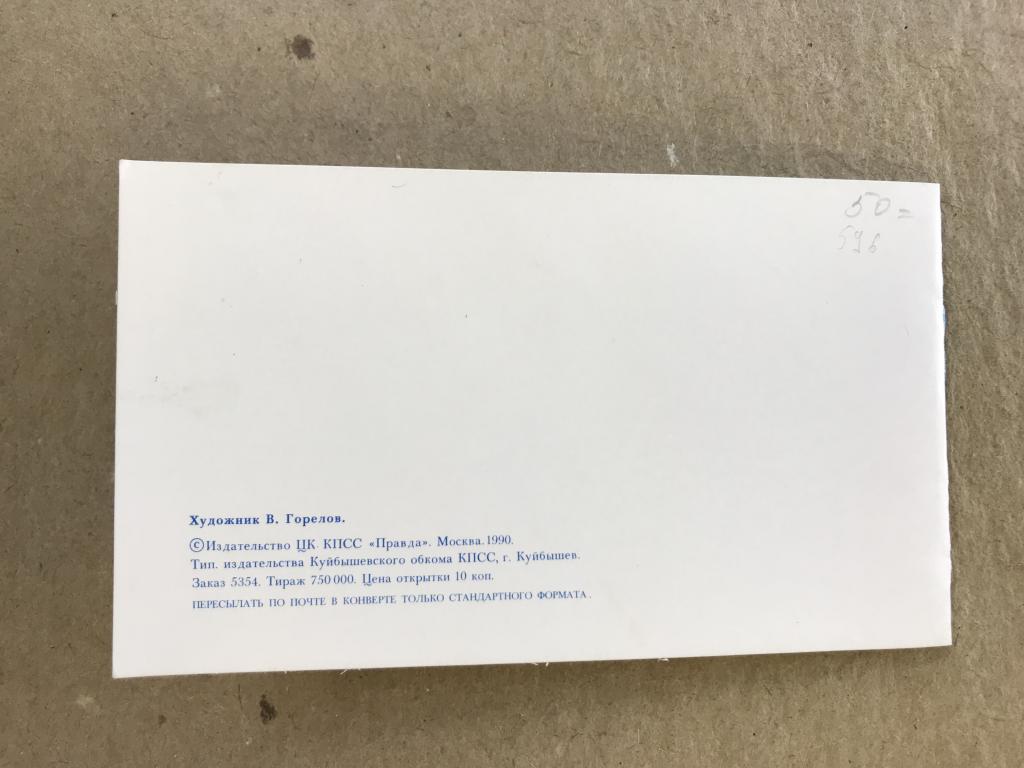 50=
Художник В. Горелов.
©Издательство ЦК КПСС «Правда». Москва. 1990.
Тип. издательства Куйбышевского обкома КПСС, г. Куйбышев.
Заказ 5354. Тираж 750 000. Цена открытки 10 коп.
ПЕРЕСЫЛАТЬ ПО ПОЧТЕ В КОНВЕРТЕ ТОЛЬКО СТАНДАРТНОГО ФОРМАТА.